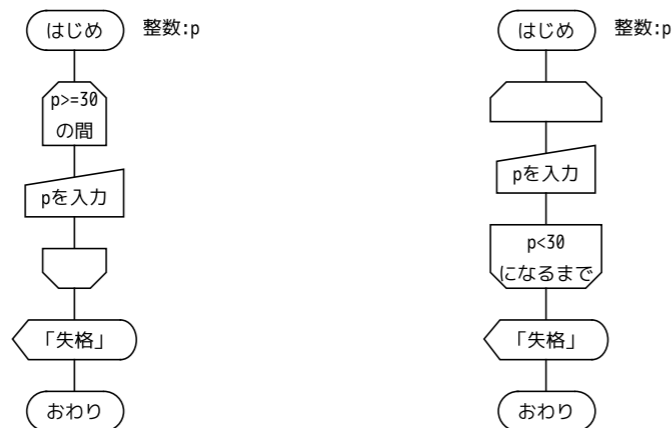 はじめ
整数:p
p>=30
の間
pを入力
「失格」
おわり
はじめ
整数:p
pを入力
p<30
になるまで
「失格」
おわり